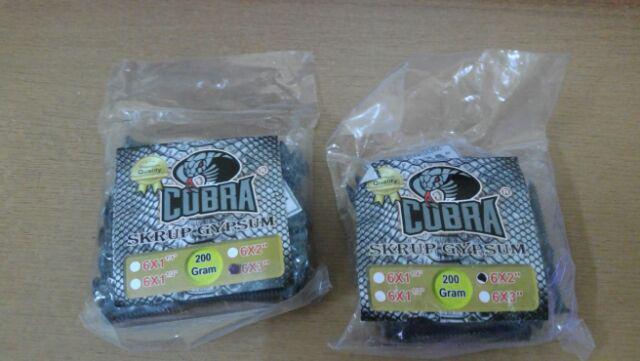 Quality
COBRA
®
SKRUP GYPSUM
6X1
6X1
200
Gram
6X2"
6X3"
Quality
COBRA
®
SKRUP GYPSUM
6X1
6X1
200
Gram
6X2"
6X3"